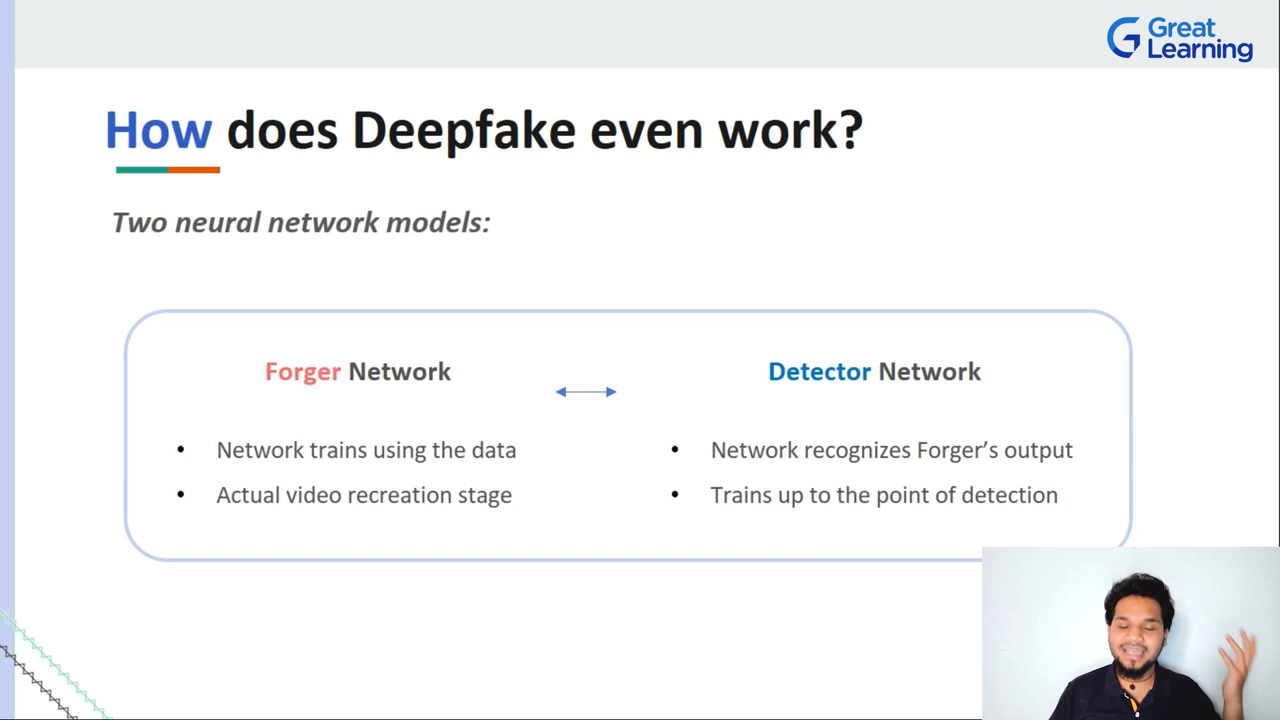 Great
Learning
How does Deepfake even work?
Two neural network models:
Forger Network
Detector Network
• Network trains using the data
• Actual video recreation stage
• Network recognizes Forger's output
• Trains up to the point of detection